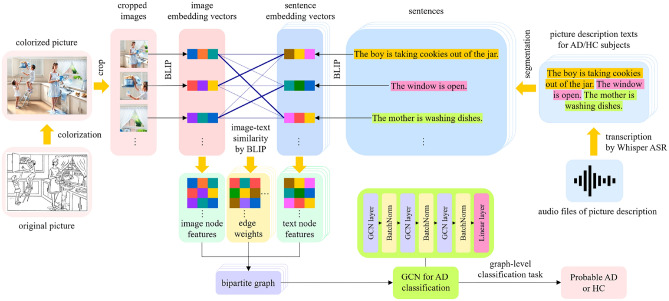 colorized picture
cropped
images
image
embedding vectors
sentence
embedding vectors
sentences
picture description texts
for AD/HC subjects
crop
BLIP
BLIP
The boy is taking cookies out of the jar.
The window is open.
The mother is washing dishes.
segmentation
The boy is taking cookies
out of the jar. The window
is open. The mother is
washing dishes.
colorization
image-text
similarity
by BLIP
transcription
by Whisper ASR
original picture
audio files of picture description
image node
features
edge
weights
text node
features
GCN layer
BatchNorm
GCN layer
BatchNorm
GCN layer
BatchNorm
Linear layer
bipartite graph
GCN for AD
classification
graph-level
classification task
Probable AD
or HC